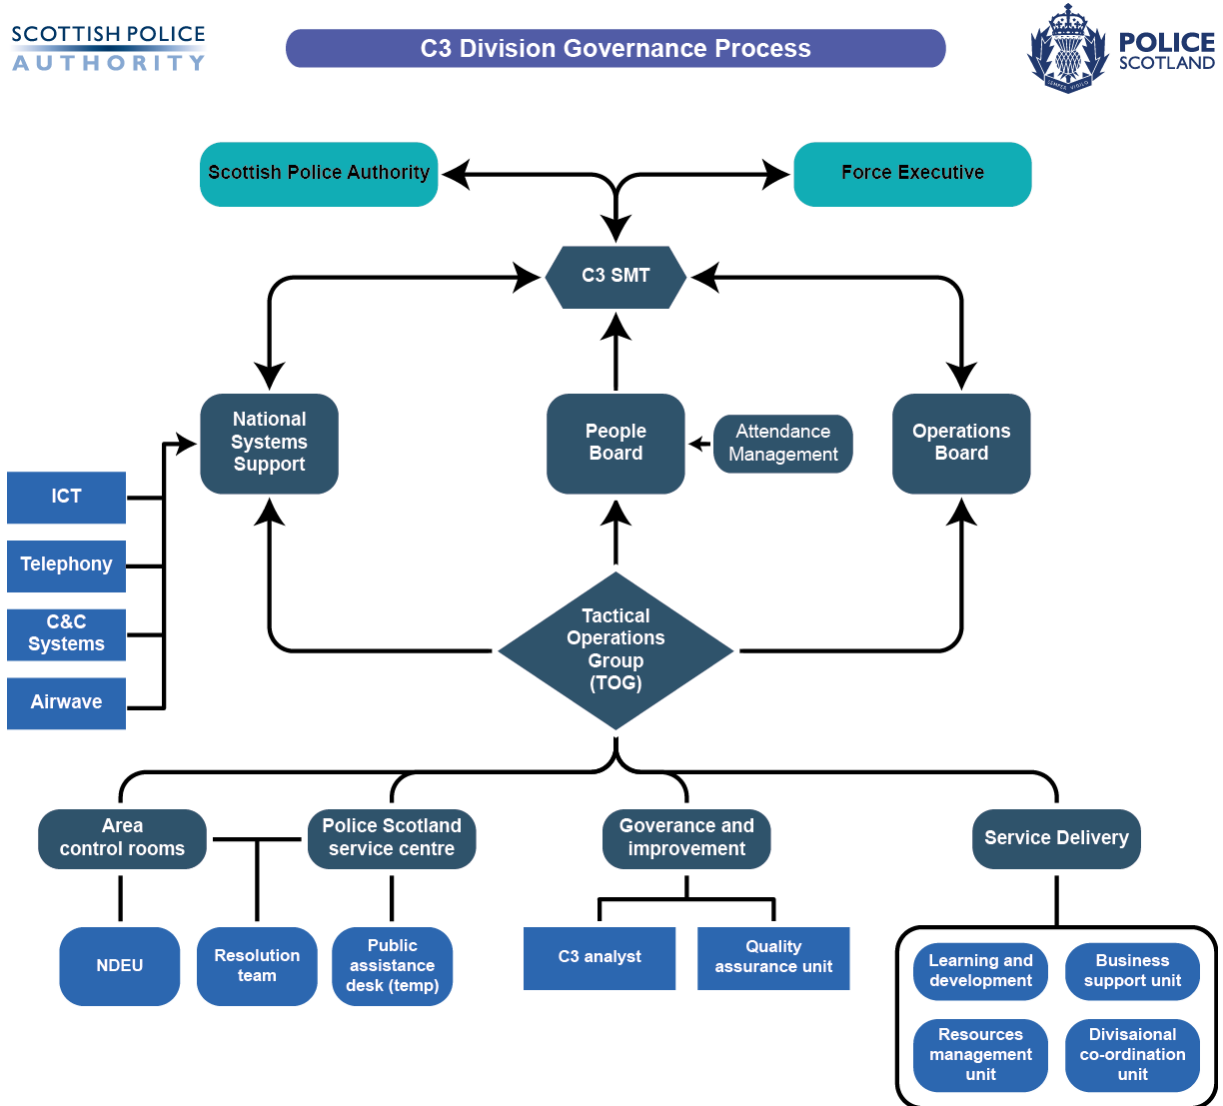 SCOTTISH POLICE
AUTHORITY
C3 Division Governance Process
POLICE
SCOTLAND
SEMPER VIGILO
Scottish Police Authority
Force Executive
C3 SMT
National
Systems
Support
People
Board
Attendance
Management
Operations
Board
ICT
Telephony
C&C
Systems
Airwave
Tactical
Operations
Group
(TOG)
Area
control rooms
Police Scotland
service centre
Goverance and
improvement
Service Delivery
NDEU
Resolution
team
Public
assistance
desk (temp)
C3 analyst
Quality
assurance unit
Learning and
development
Business
support unit
Resources
management
unit
Divisaional
co-ordination
unit